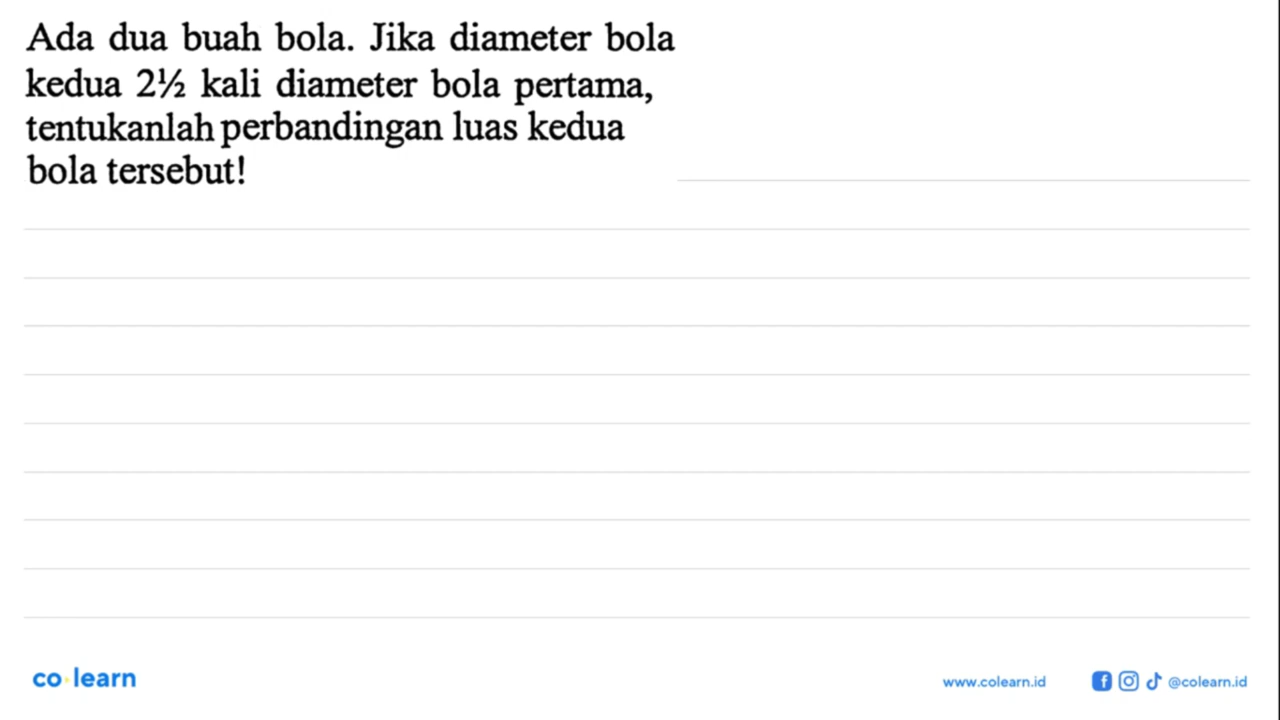 Ada dua buah bola. Jika diameter bola
kedua 2½ kali diameter bola pertama,
tentukanlah perbandingan luas kedua
bola tersebut!
co learn
www.colearn.id
@colearn.id